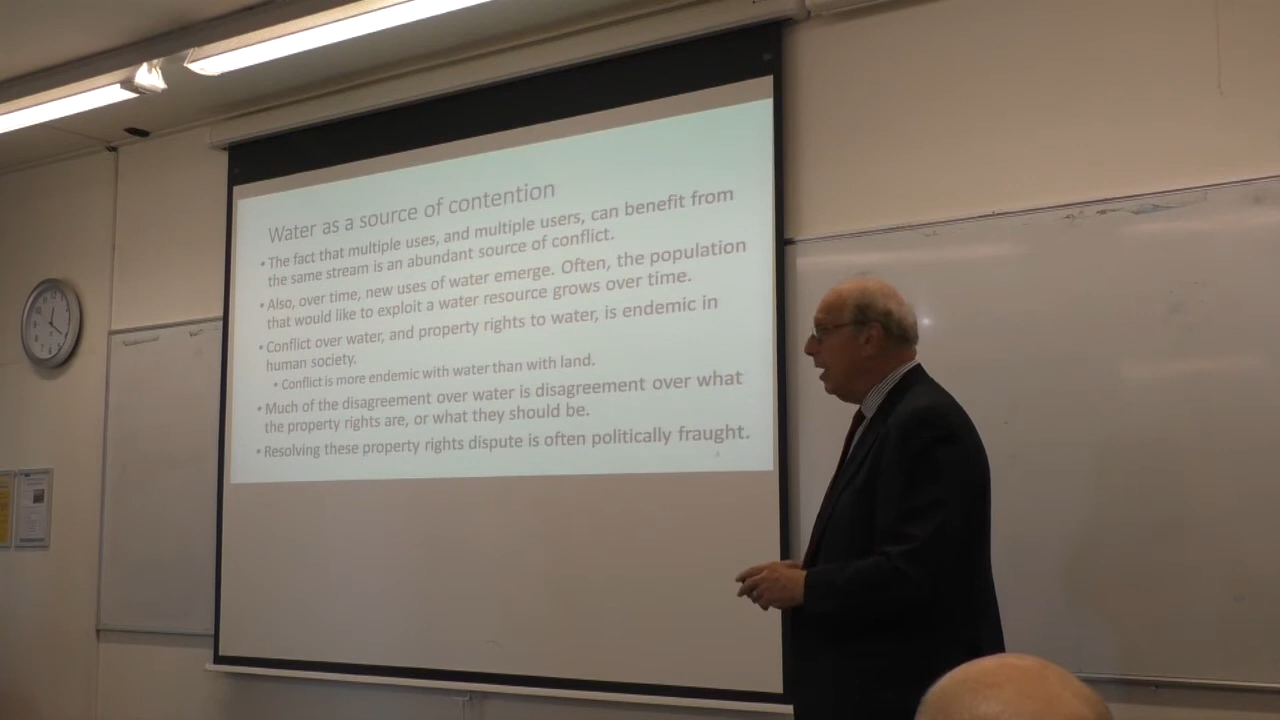 Water as a source of contention
• The fact that multiple uses, and multiple users, can benefit from
the same stream is an abundant source of conflict.
• Also, over time, new uses of water emerge. Often, the population
that would like to exploit a water resource grows over time.
• Conflict over water, and property rights to water, is endemic in
human society.
• Conflict is more endemic with water than with land.
• Much of the disagreement over water is disagreement over what
the property rights are, or what they should be.
• Resolving these property rights dispute is often politically fraught.